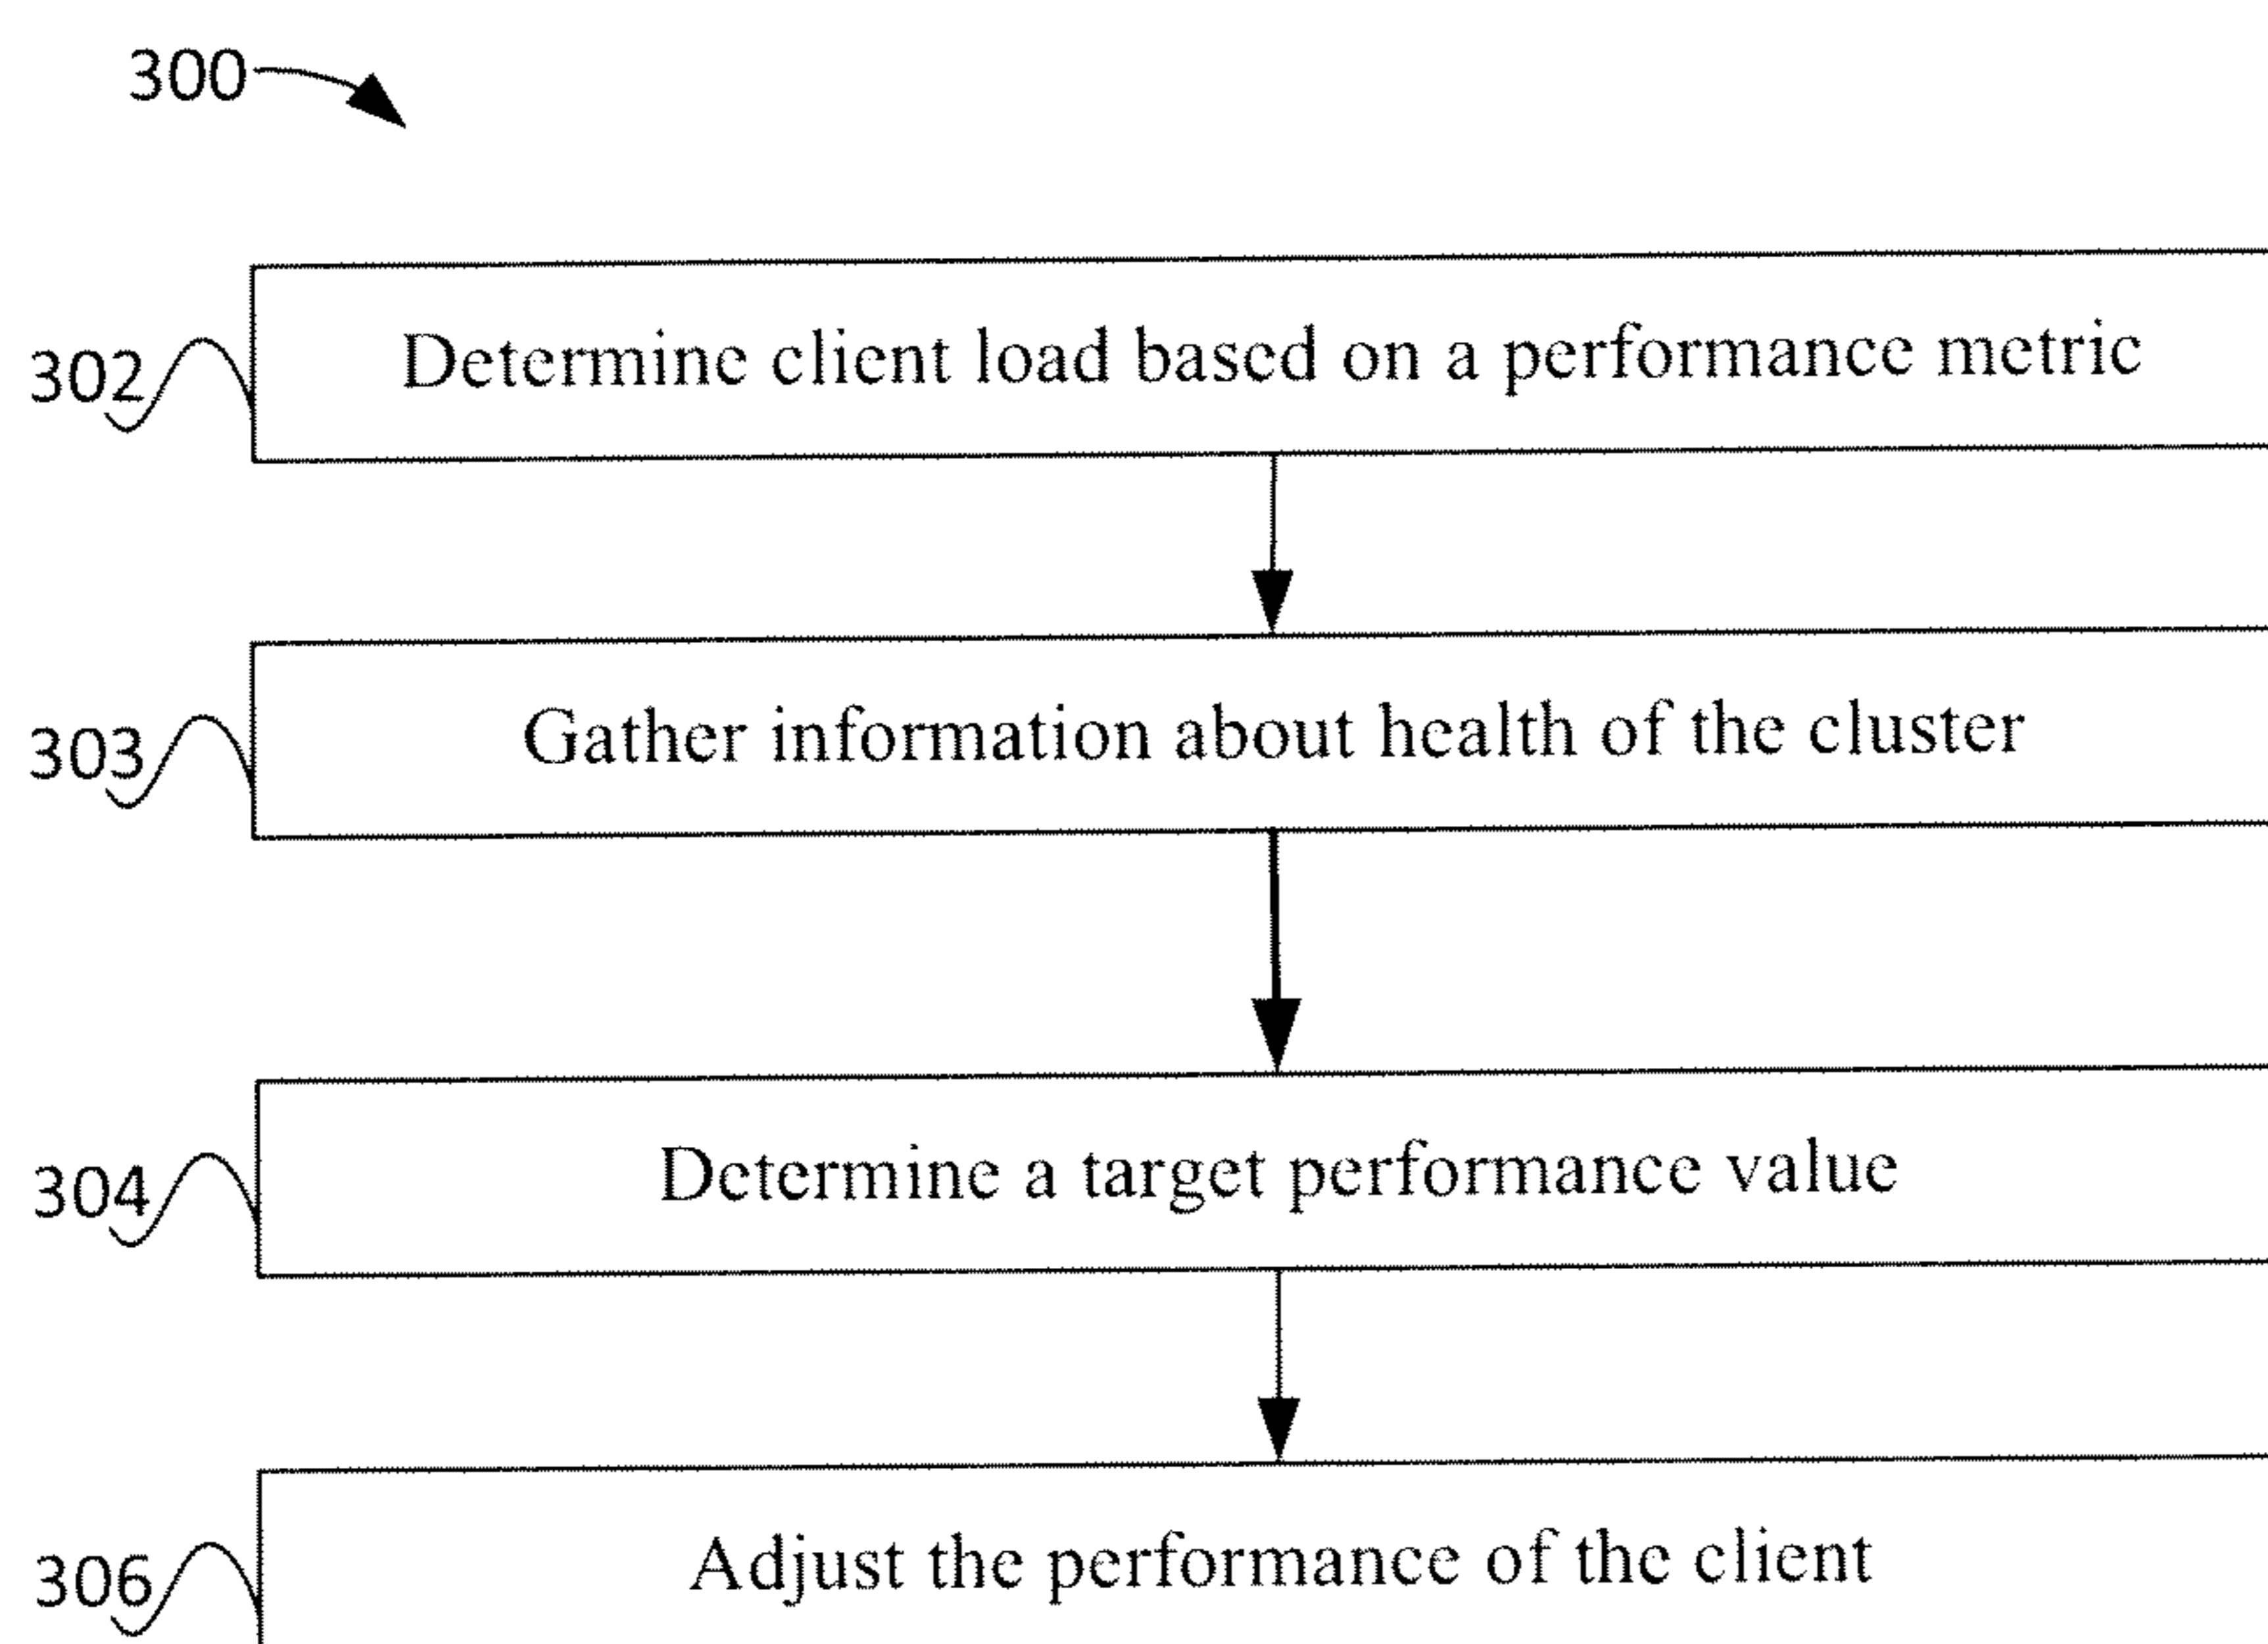 300
302 Determine client load based on a performance metric
303 Gather information about health of the cluster
304 Determine a target performance value
306 Adjust the performance of the client